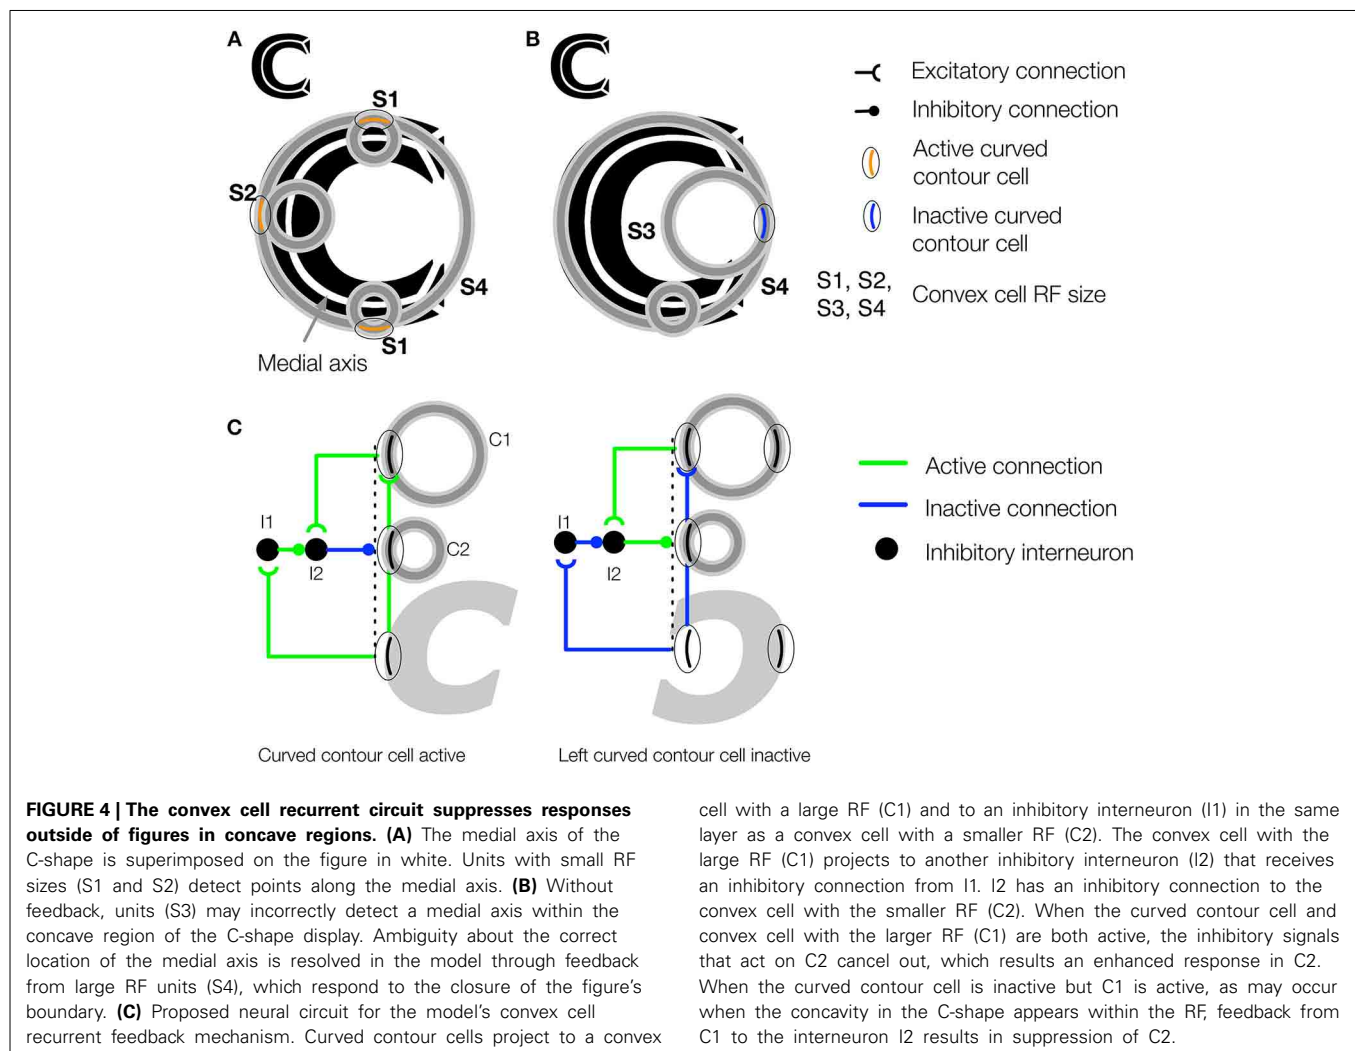 A
B
S1
S2
S4
S1
Medial axis
S3
S4
Excitatory connection
Inhibitory connection
Active curved
contour cell
Inactive curved
contour cell
S1, S2,
S3, S4
Convex cell RF size
C
C1
I1
I2
C2
I1
I2
Active connection
Inactive connection
Inhibitory interneuron
Curved contour cell active
Left curved contour cell inactive
FIGURE 4 | The convex cell recurrent circuit suppresses responses
outside of figures in concave regions. (A) The medial axis of the
C-shape is superimposed on the figure in white. Units with small RF
sizes (S1 and S2) detect points along the medial axis. (B) Without
feedback, units (S3) may incorrectly detect a medial axis within the
concave region of the C-shape display. Ambiguity about the correct
location of the medial axis is resolved in the model through feedback
from large RF units (S4), which respond to the closure of the figure's
boundary. (C) Proposed neural circuit for the model's convex cell
recurrent feedback mechanism. Curved contour cells project to a convex
cell with a large RF (C1) and to an inhibitory interneuron (I1) in the same
layer as a convex cell with a smaller RF (C2). The convex cell with the
large RF (C1) projects to another inhibitory interneuron (I2) that receives
an inhibitory connection from I1. I2 has an inhibitory connection to the
convex cell with the smaller RF (C2). When the curved contour cell and
convex cell with the larger RF (C1) are both active, the inhibitory signals
that act on C2 cancel out, which results an enhanced response in C2.
When the curved contour cell is inactive but C1 is active, as may occur
when the concavity in the C-shape appears within the RF, feedback from
C1 to the interneuron I2 results in suppression of C2.